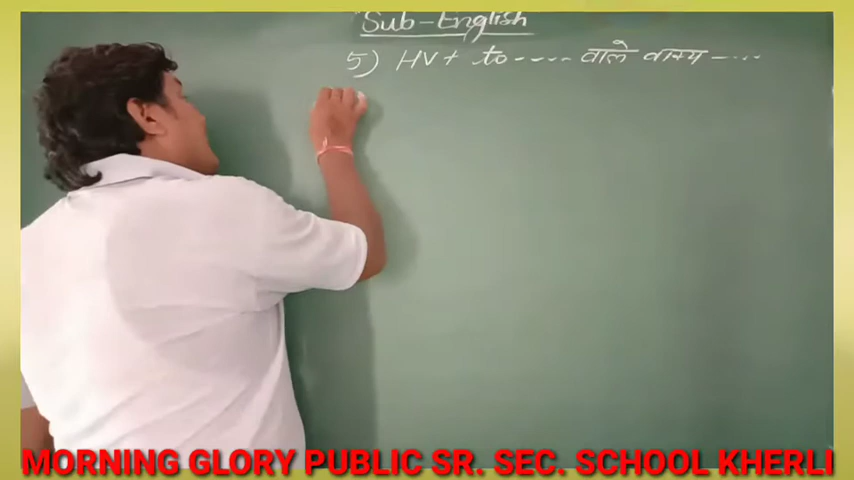 Sub-English
5) HV+ to---- वाले वाक्य ----
MORNING GLORY PUBLIC SR. SEC. SCHOOL KHERLI